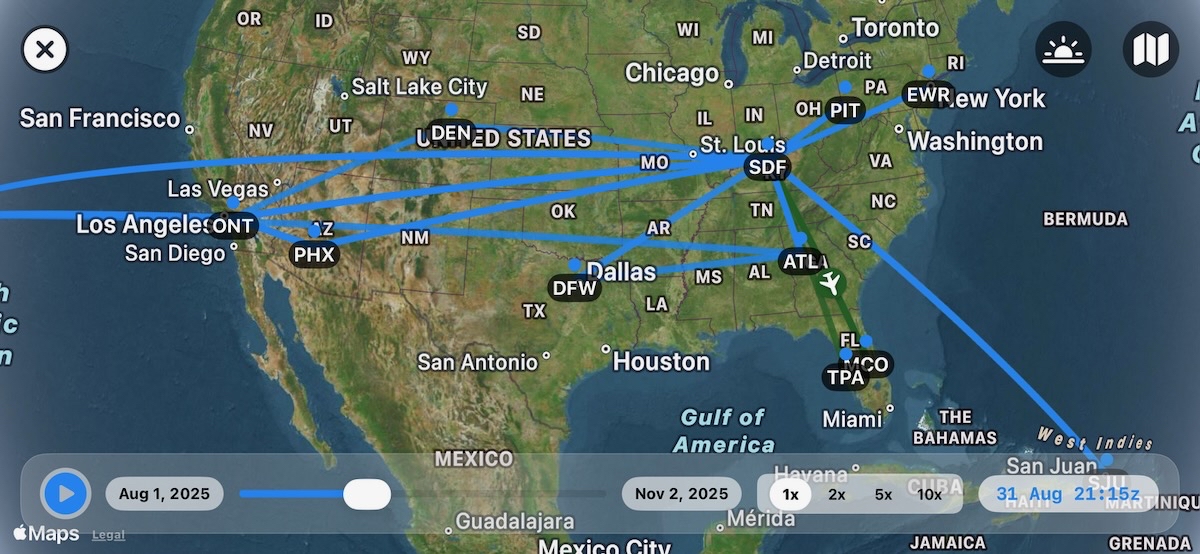 OR
ID
SD
WI
MI
Toronto
WY
Detroit
RI
Chicago
Salt Lake City
NE
PA
OH
PIT
EWR
New York
San Francisco
NV
UT
DEN
UNITED STATES
IL
IN
St. Louis
Washington
MO
SDF
VA
Las Vegas
Los Angeles
ONT
AZ
NM
OK
AR
TN
NC
BERMUDA
San Diego
PHX
SC
ATL
Dallas
DFW
MS
AL
TX
LA
FL
MCO
TPA
San Antonio
Houston
Miami
Gulf of
America
THE
BAHAMAS
West Indies
MEXICO
Havana
San Juan
SJU
Aug 1, 2025
Nov 2, 2025
1x
2x
5x
10x
31 Aug 21:15z
CUBA
HAITI
MARTINIQU
Maps
Legal
Guadalajara
Mérida
Mexico City
JAMAICA
GRENADA